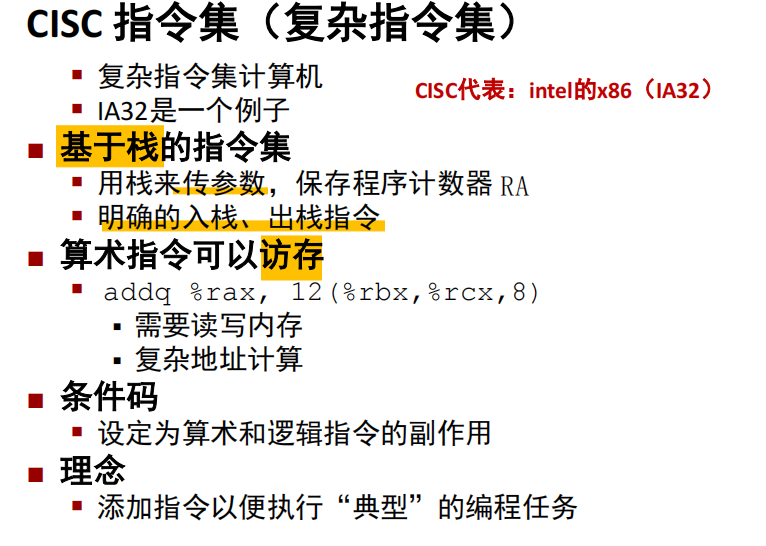 CISC 指令集（复杂指令集）
复杂指令集计算机
CISC代表：intel的x86（IA32）
IA32是一个例子
基于栈的指令集
用栈来传参数，保存程序计数器 RA
明确的入栈、出栈指令
算术指令可以访存
addq %rax, 12(%rbx,%rcx,8)
需要读写内存
复杂地址计算
条件码
设定为算术和逻辑指令的副作用
理念
添加指令以便执行“典型”的编程任务